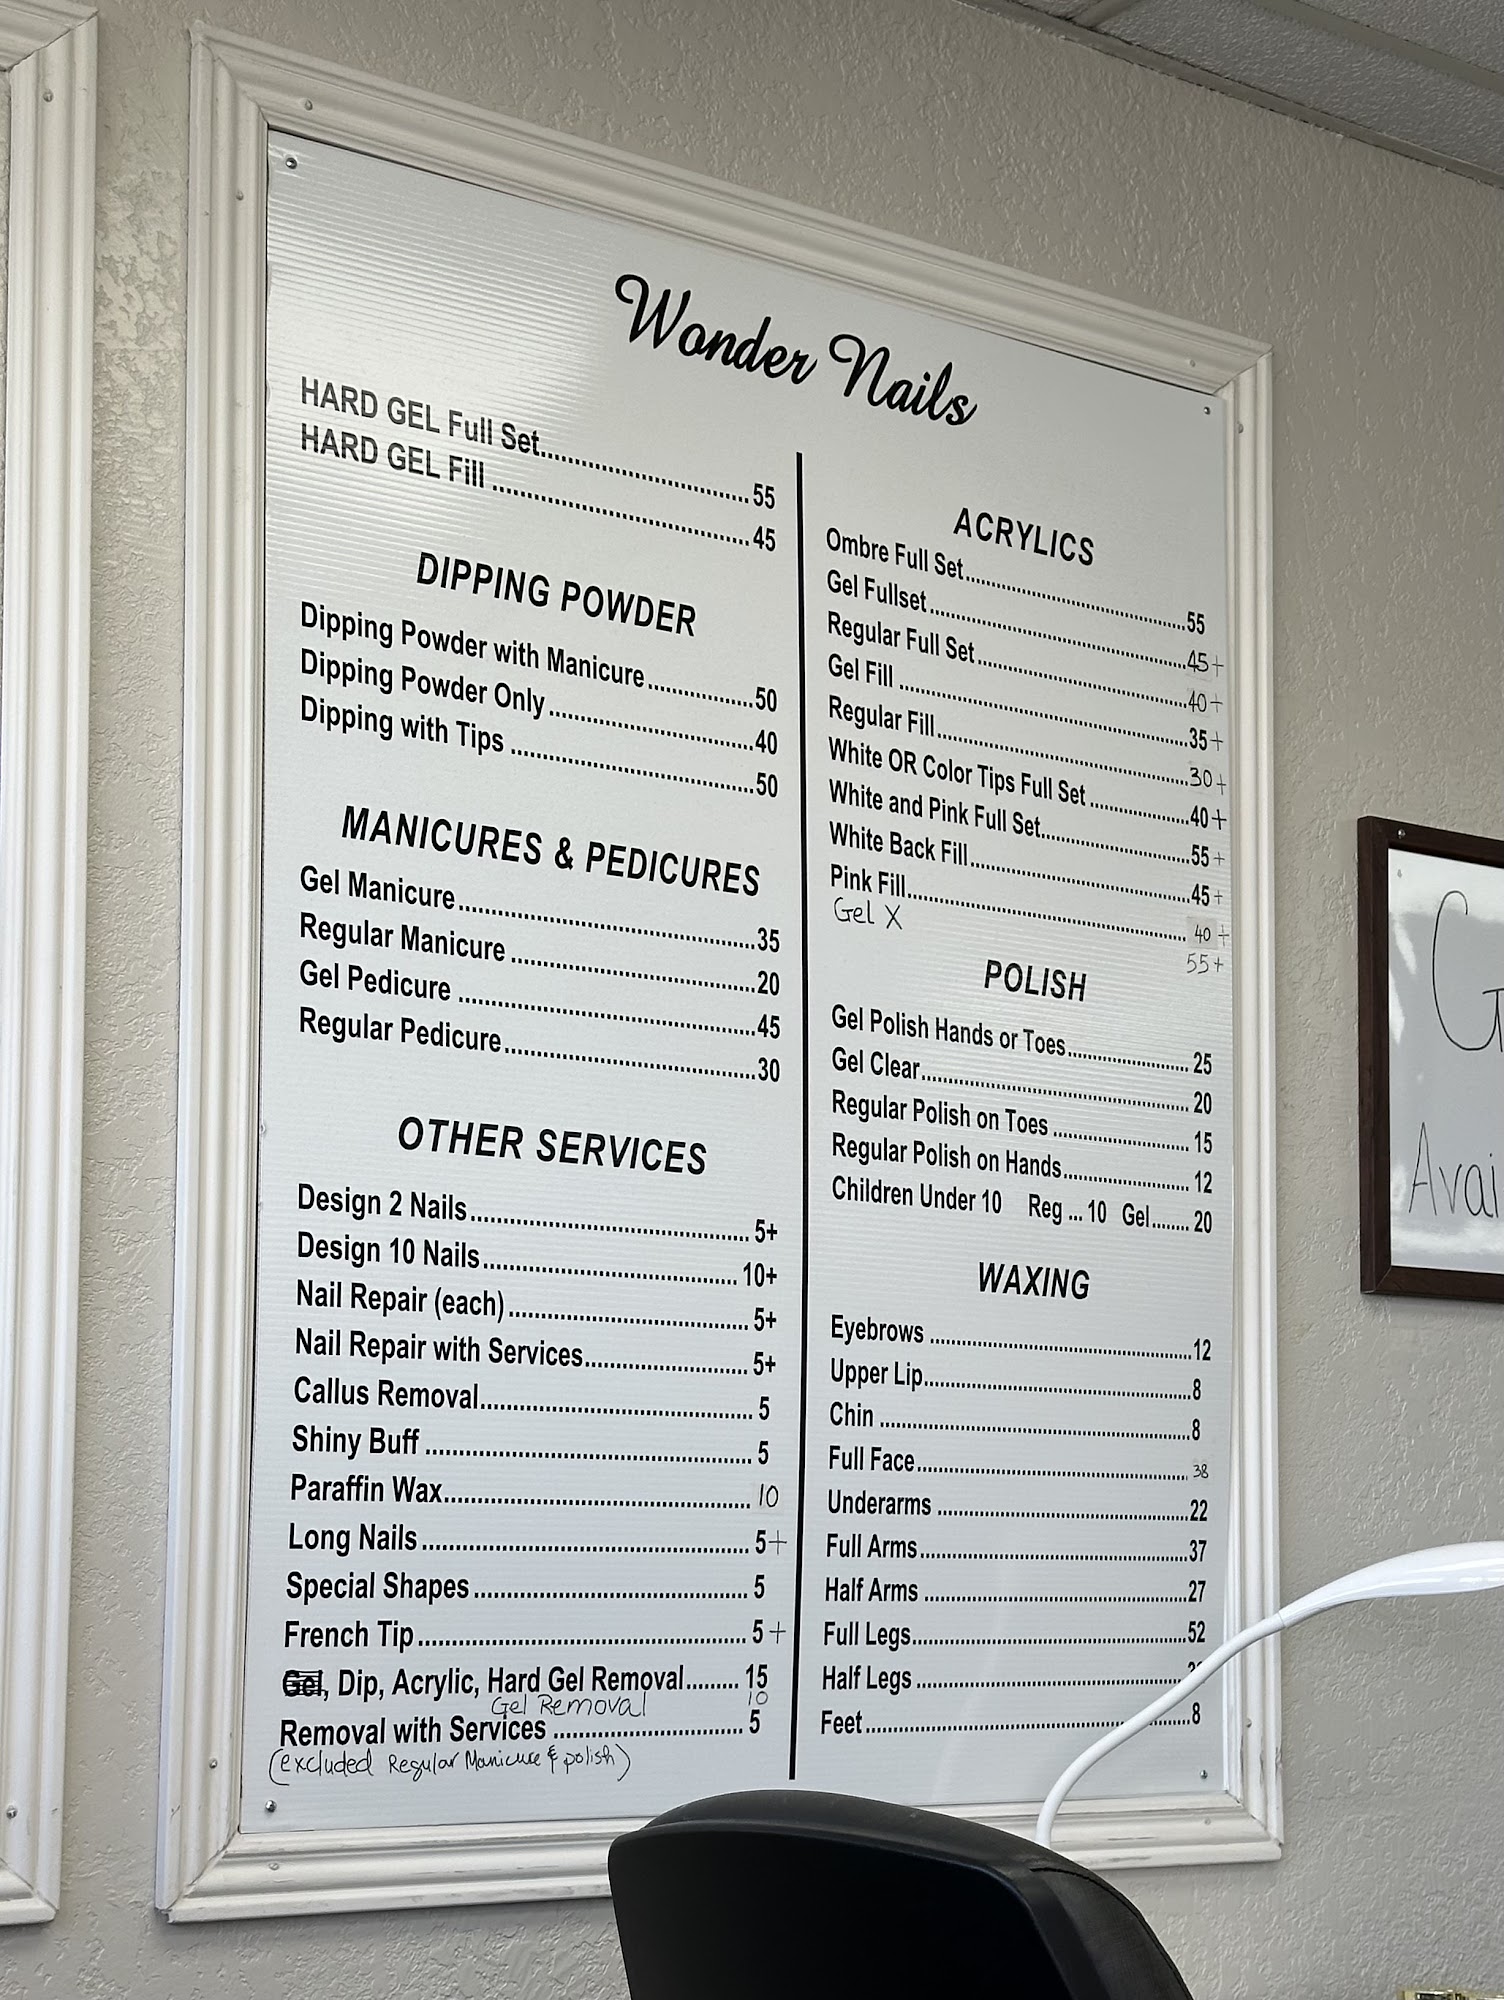 Wonder Nails
HARD GEL Full Set..........55
HARD GEL Fill..........45
DIPPING POWDER
Dipping Powder with Manicure..........50
Dipping Powder Only..........40
Dipping with Tips..........50
MANICURES & PEDICURES
Gel Manicure..........35
Regular Manicure..........20
Gel Pedicure..........45
Regular Pedicure..........30
OTHER SERVICES
Design 2 Nails..........5+
Design 10 Nails..........10+
Nail Repair (each)..........5+
Nail Repair with Services..........5+
Callus Removal..........5
Shiny Buff..........5
Paraffin Wax..........10
Long Nails..........5+
Special Shapes..........5
French Tip..........5+
Gel, Dip, Acrylic, Hard Gel Removal..........15
Gel Removal 10
Removal with Services..........5
(excluded Regular Manicure & polish)
ACRYLICS
Ombre Full Set..........55
Gel Fullset..........45+
Regular Full Set..........40+
Gel Fill..........35+
Regular Fill..........30+
White OR Color Tips Full Set..........40+
White and Pink Full Set..........55+
White Back Fill..........45+
Pink Fill..........40+
Gel X 55+
POLISH
Gel Polish Hands or Toes..........25
Gel Clear..........20
Regular Polish on Toes..........15
Regular Polish on Hands..........12
Children Under 10 Reg ... 10 Gel........ 20
WAXING
Eyebrows..........12
Upper Lip..........8
Chin..........8
Full Face..........38
Underarms..........22
Full Arms..........37
Half Arms..........27
Full Legs..........52
Half Legs..........
Feet..........8